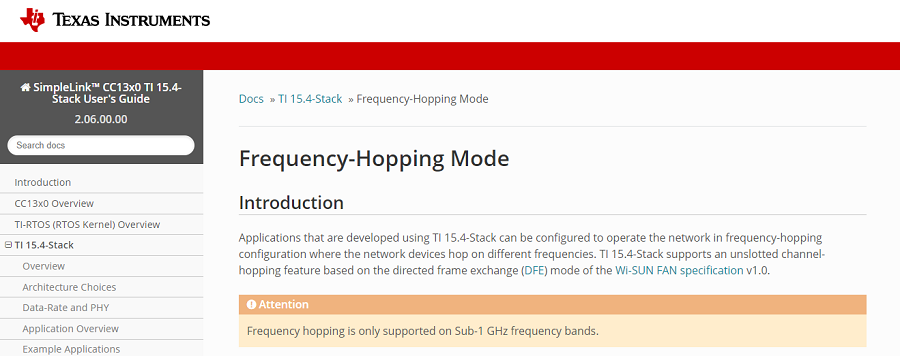 TEXAS INSTRUMENTS
SimpleLink™ CC13x0 TI 15.4-
Stack User's Guide
2.06.00.00
Search docs
Introduction
CC13x0 Overview
TI-RTOS (RTOS Kernel) Overview
TI 15.4-Stack
Overview
Architecture Choices
Data-Rate and PHY
Application Overview
Example Applications
Docs » TI 15.4-Stack » Frequency-Hopping Mode
Frequency-Hopping Mode
Introduction
Applications that are developed using TI 15.4-Stack can be configured to operate the network in frequency-hopping
configuration where the network devices hop on different frequencies. TI 15.4-Stack supports an unslotted channel-
hopping feature based on the directed frame exchange (DFE) mode of the Wi-SUN FAN specification v1.0.
Attention
Frequency hopping is only supported on Sub-1 GHz frequency bands.